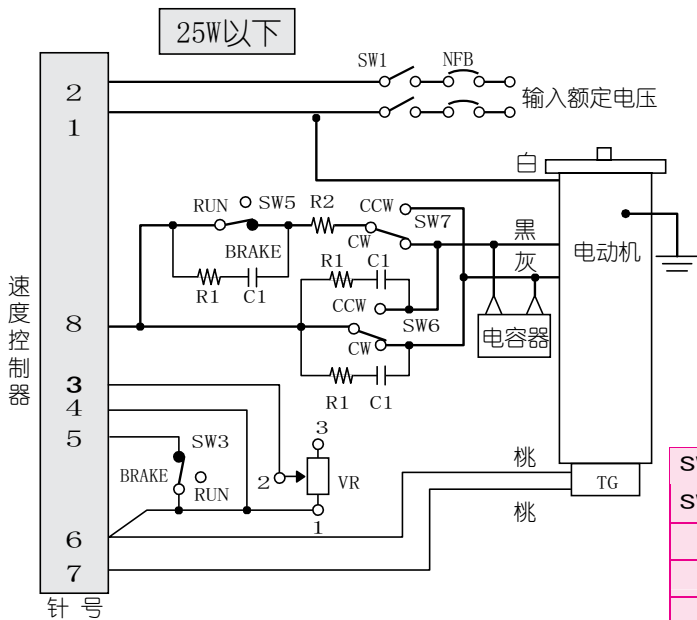 25W以下
SW1
NFB
2
输入额定电压
1
白
RUN
SW5
R2
CCW
SW7
黑
CW
BRAKE
电动机
灰
R1
C1
R1
C1
速度控制器
CCW
8
SW6
电容器
CW
R1
C1
3
4
5
SW3
3
BRAKE
桃
2
VR
TG
RUN
桃
1
6
7
针号
SW
SW